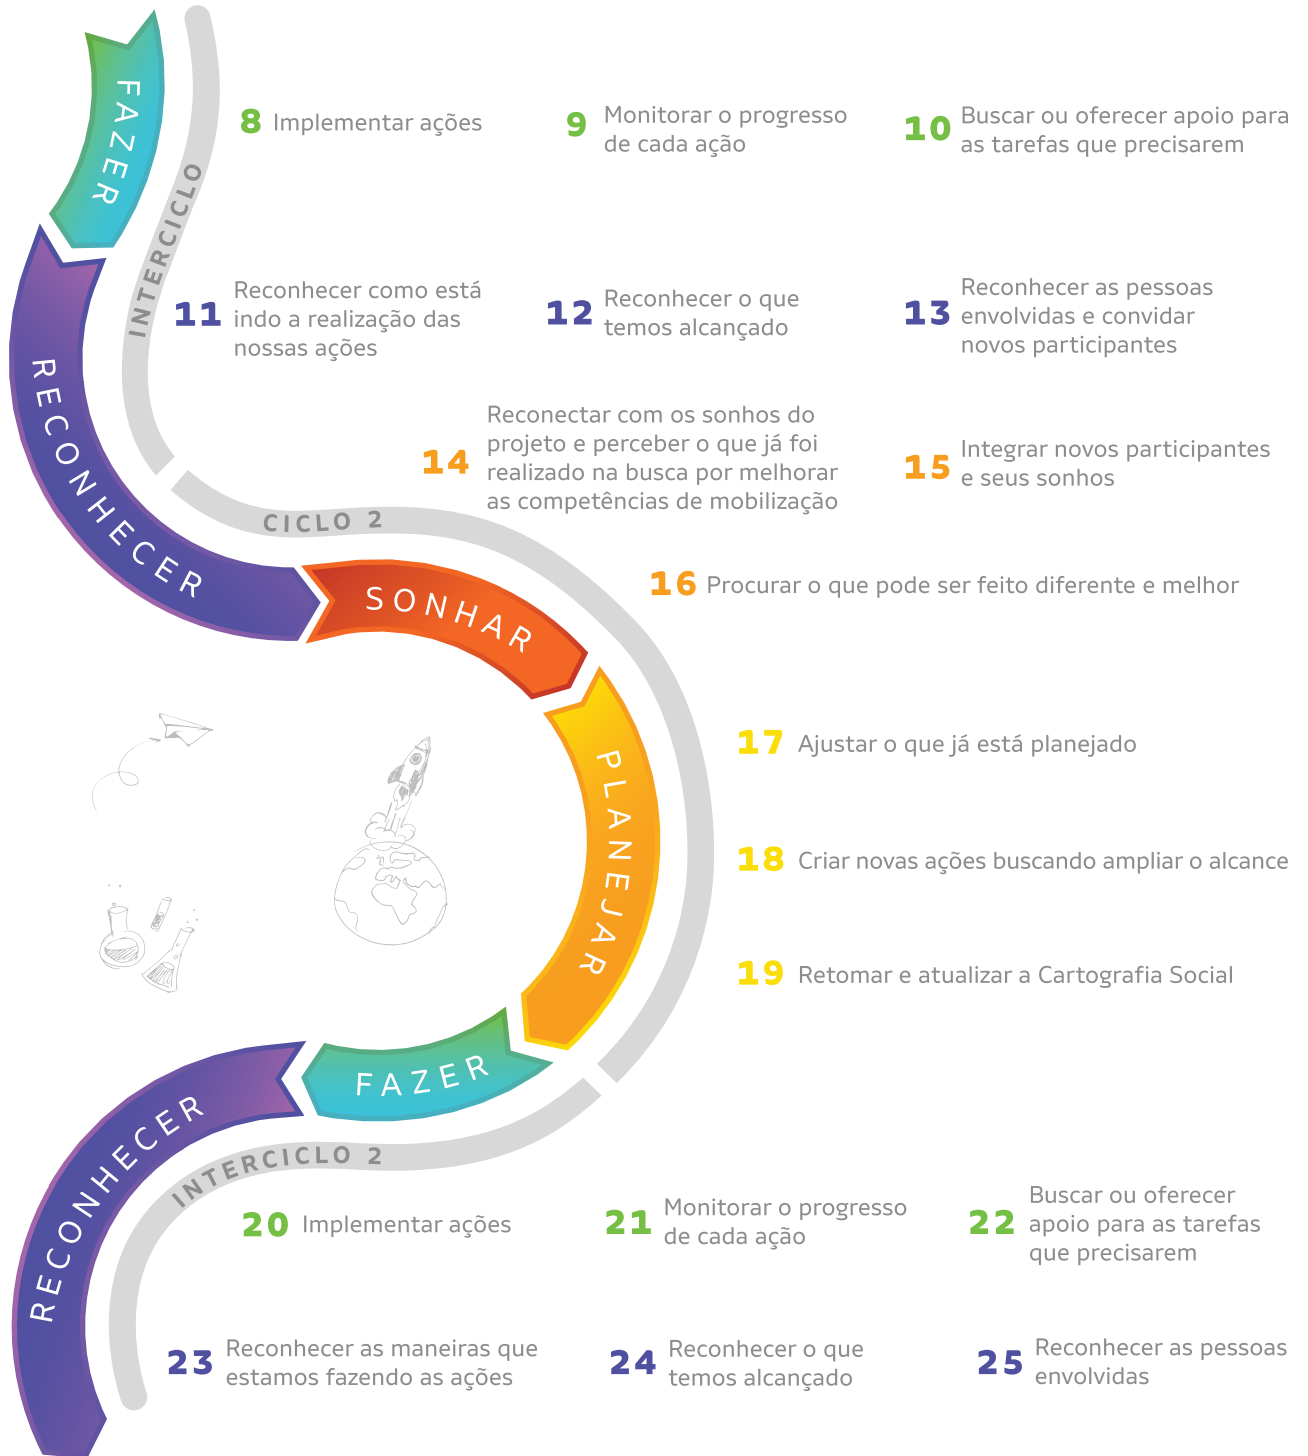 FAZER
INTERCICLO
8 Implementar ações
9 Monitorar o progresso
de cada ação
10 Buscar ou oferecer apoio para
as tarefas que precisarem
RECONHECER
11 Reconhecer como está
indo a realização das
nossas ações
12 Reconhecer o que
temos alcançado
13 Reconhecer as pessoas
envolvidas e convidar
novos participantes
CICLO 2
SONHAR
14 Reconectar com os sonhos do
projeto e perceber o que já foi
realizado na busca por melhorar
as competências de mobilização
15 Integrar novos participantes
e seus sonhos
16 Procurar o que pode ser feito diferente e melhor
PLANEJAR
17 Ajustar o que já está planejado
18 Criar novas ações buscando ampliar o alcance
19 Retomar e atualizar a Cartografia Social
FAZER
INTERCICLO 2
20 Implementar ações
21 Monitorar o progresso
de cada ação
22 Buscar ou oferecer
apoio para as tarefas
que precisarem
RECONHECER
23 Reconhecer as maneiras que
estamos fazendo as ações
24 Reconhecer o que
temos alcançado
25 Reconhecer as pessoas
envolvidas